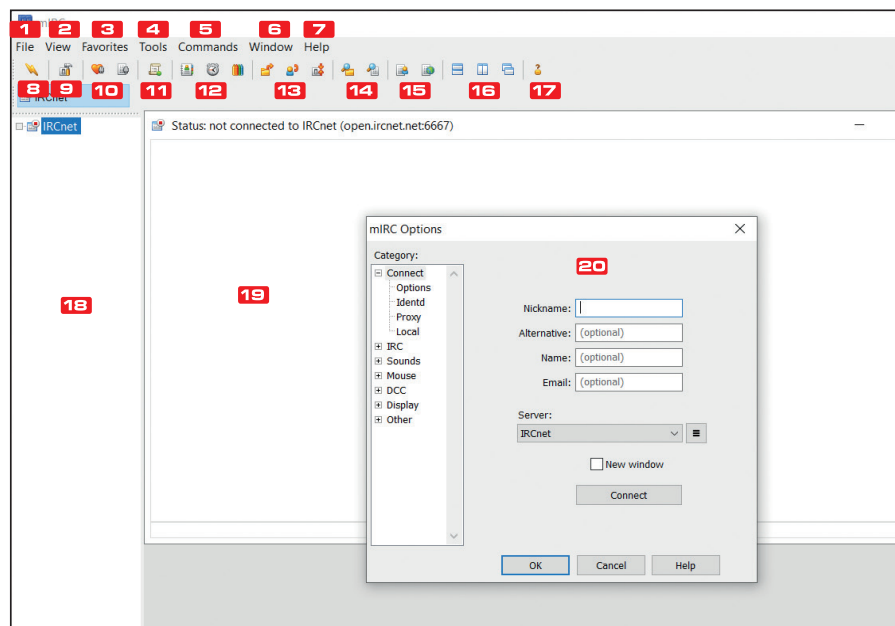 mIRC
1 2 3 4 5 6 7
File View Favorites Tools Commands Window Help
8 9 10 11 12 13 14 15 16 17
IRCnet
IRCnet
Status: not connected to IRCnet (open.ircnet.net:6667)
18
19
mIRC Options
Category:
Connect
Options
Identd
Proxy
Local
IRC
Sounds
Mouse
DCC
Display
Other
20
Nickname:
Alternative: (optional)
Name: (optional)
Email: (optional)
Server:
IRCnet
New window
Connect
OK Cancel Help